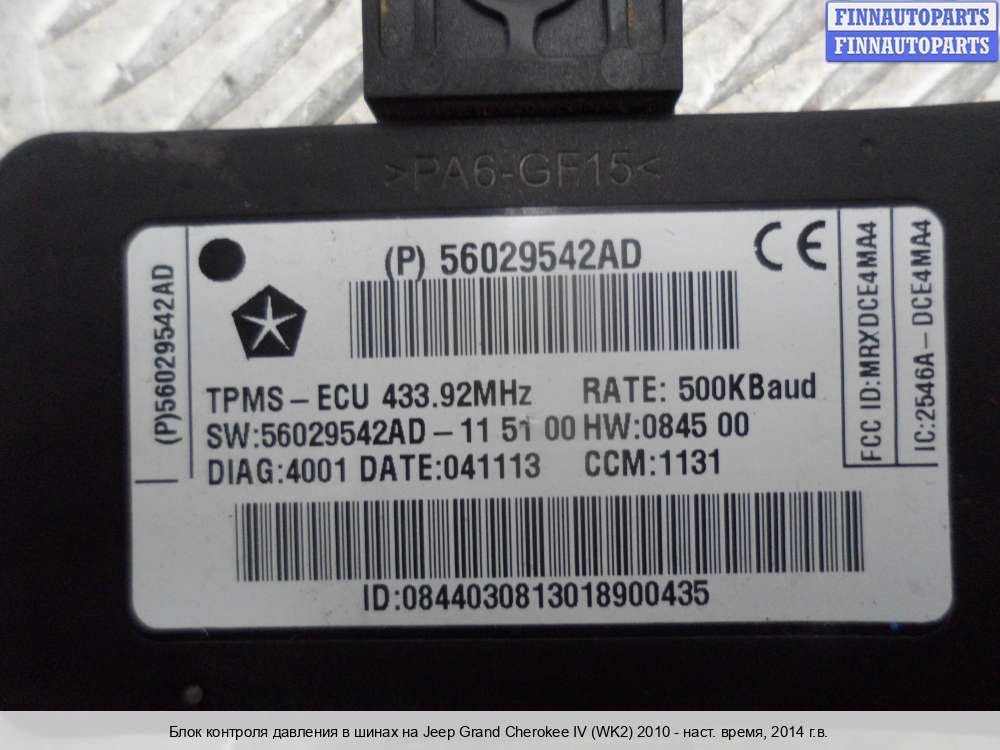 FINNAUTOPARTS
FINNAUTOPARTS
>PA6-GF15<
(P) 56029542AD
CE
(P)56029542AD
TPMS – ECU 433.92MHz RATE: 500KBaud
SW:56029542AD – 11 51 00 HW:0845 00
DIAG:4001 DATE:041113 CCM:1131
ID:0844030813018900435
FCC ID:MRXDCE4MA4
IC:2546A – DCE4MA4
Блок контроля давления в шинах на Jeep Grand Cherokee IV (WK2) 2010 - наст. время, 2014 г.в.